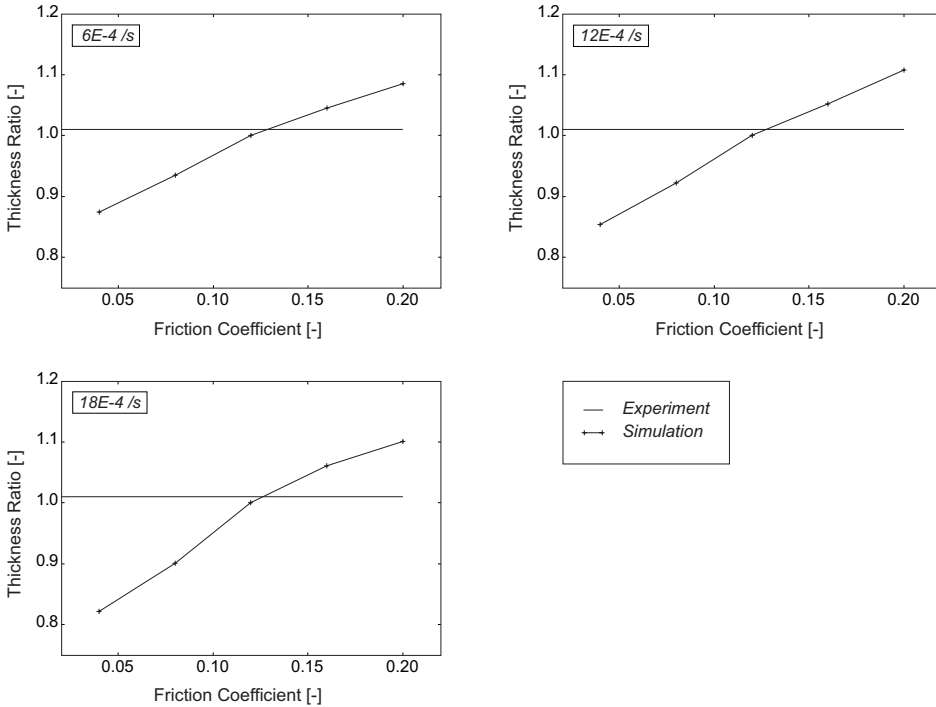 6E-4 /s
Thickness Ratio [-]
1.2
1.1
1.0
0.9
0.8
0.05 0.10 0.15 0.20
Friction Coefficient [-]
12E-4 /s
Thickness Ratio [-]
1.2
1.1
1.0
0.9
0.8
0.05 0.10 0.15 0.20
Friction Coefficient [-]
18E-4 /s
Thickness Ratio [-]
1.2
1.1
1.0
0.9
0.8
0.05 0.10 0.15 0.20
Friction Coefficient [-]
Experiment
Simulation